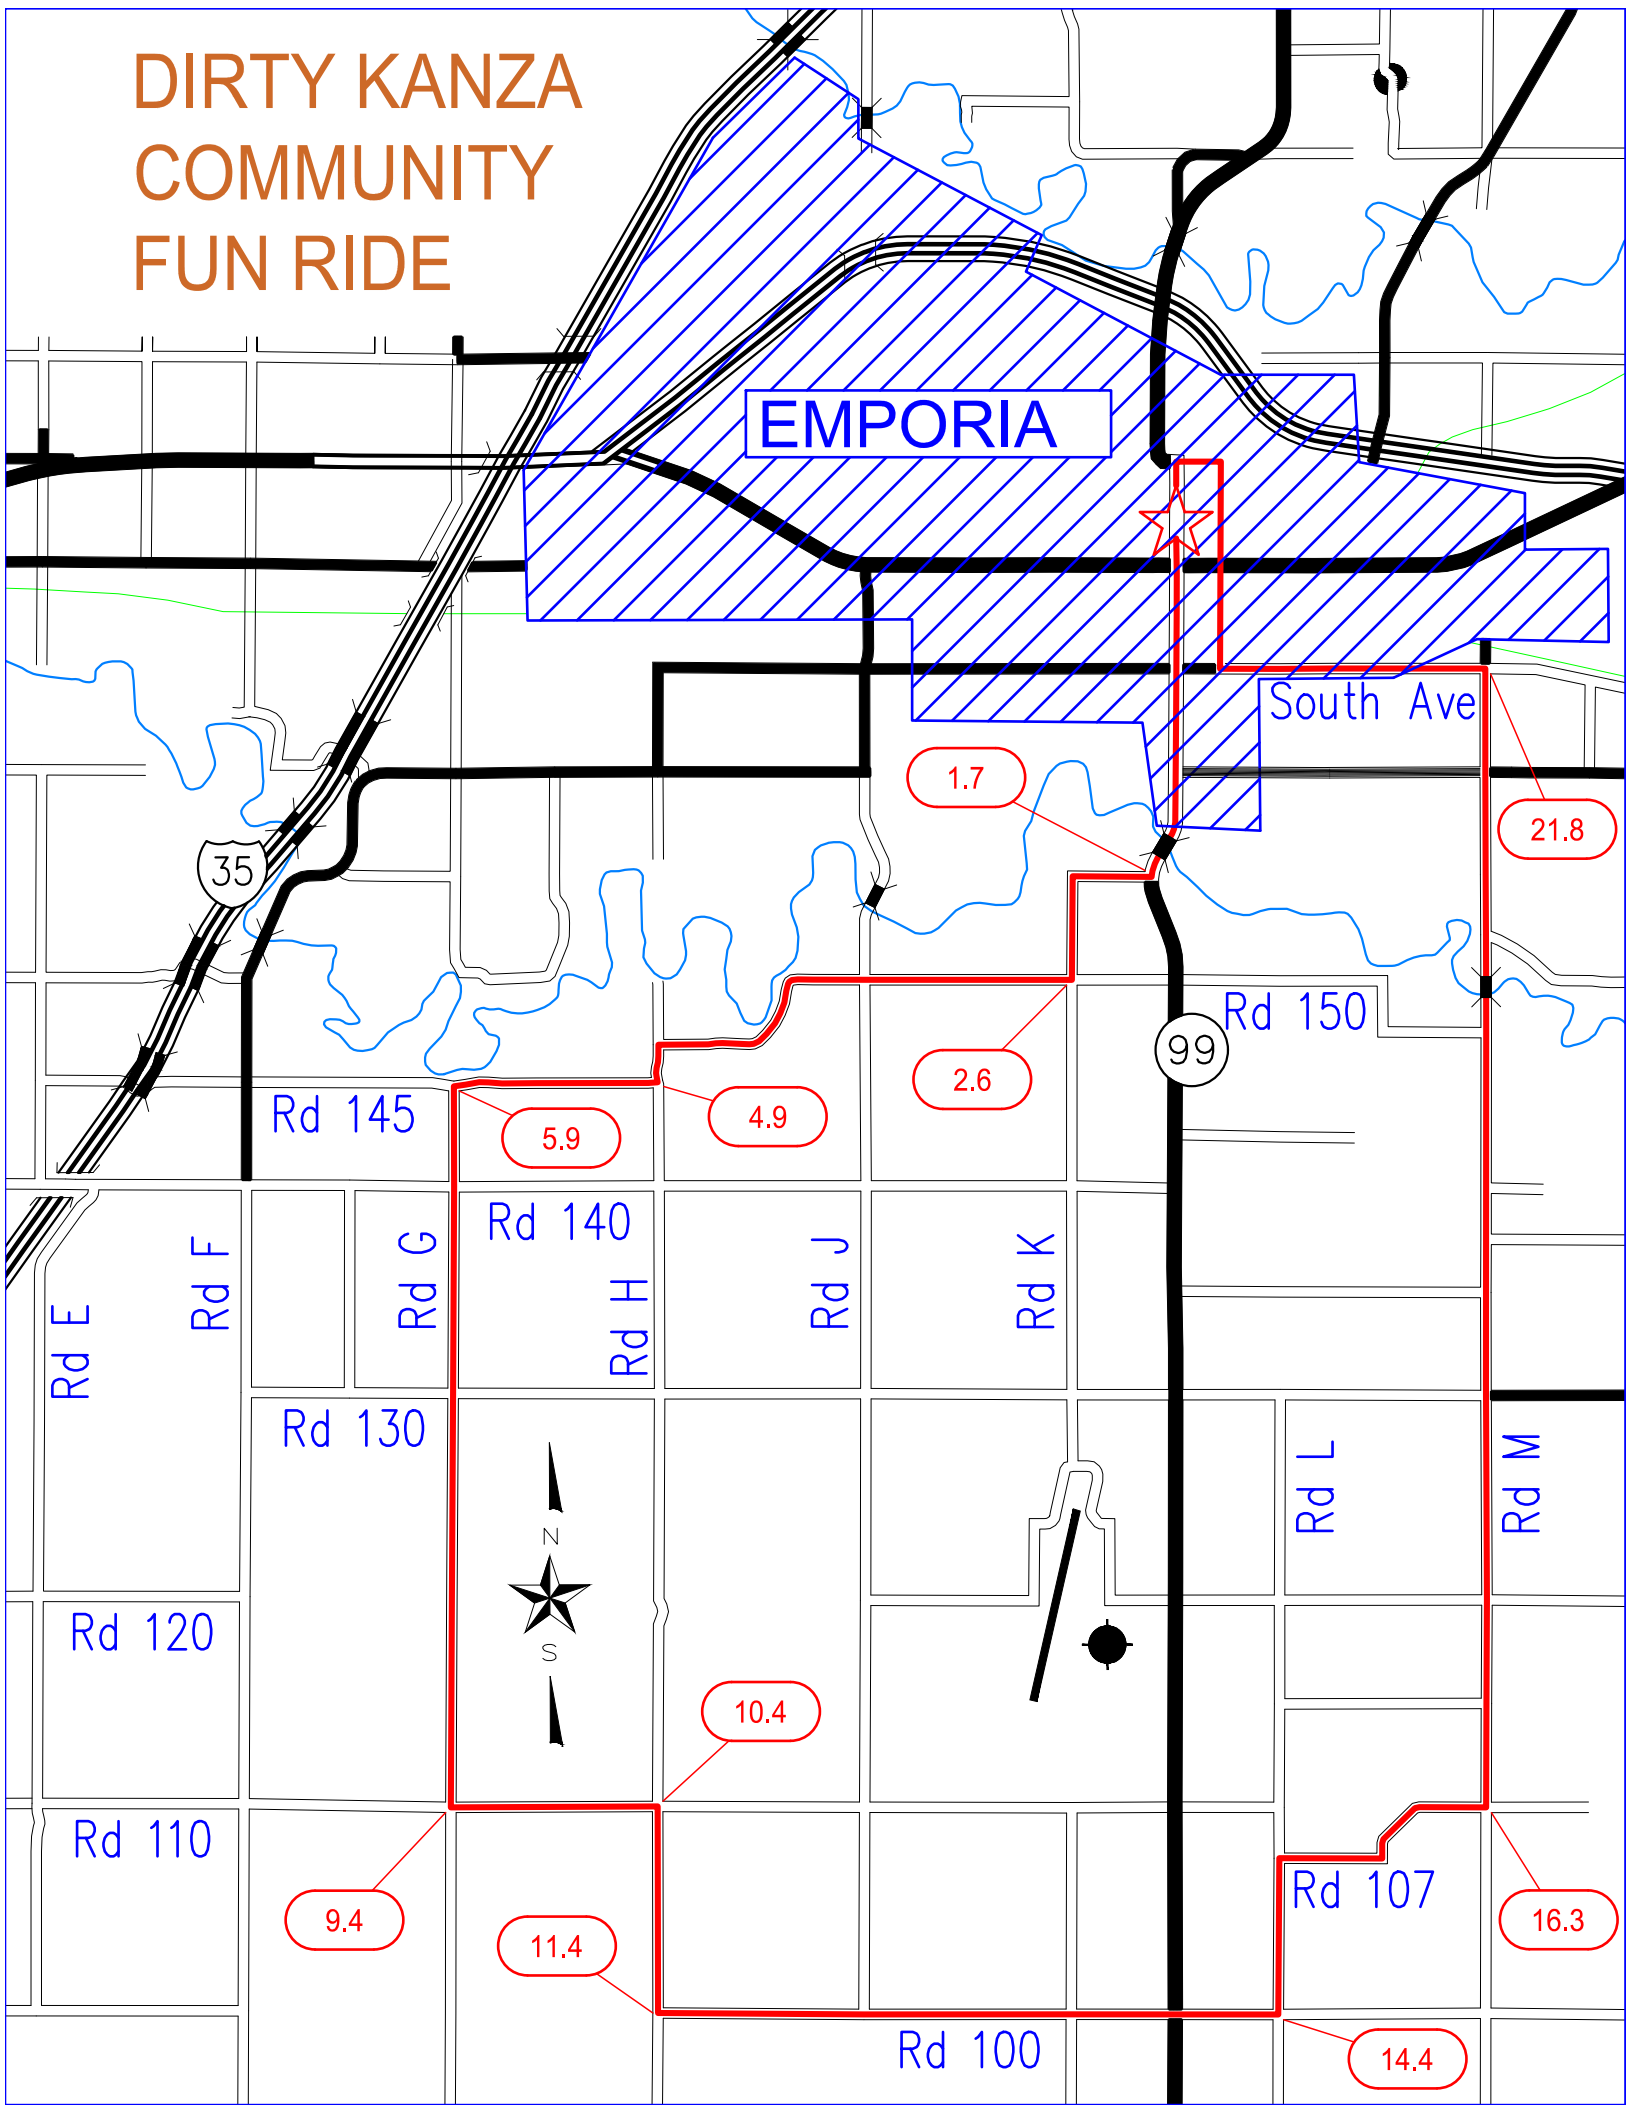 DIRTY KANZA
COMMUNITY
FUN RIDE
EMPORIA
South Ave
1.7
21.8
35
Rd 150
99
2.6
4.9
5.9
Rd 145
Rd 140
Rd E
Rd F
Rd G
Rd H
Rd J
Rd K
Rd 130
Rd L
Rd M
N
S
Rd 120
10.4
Rd 110
Rd 107
9.4
11.4
16.3
Rd 100
14.4